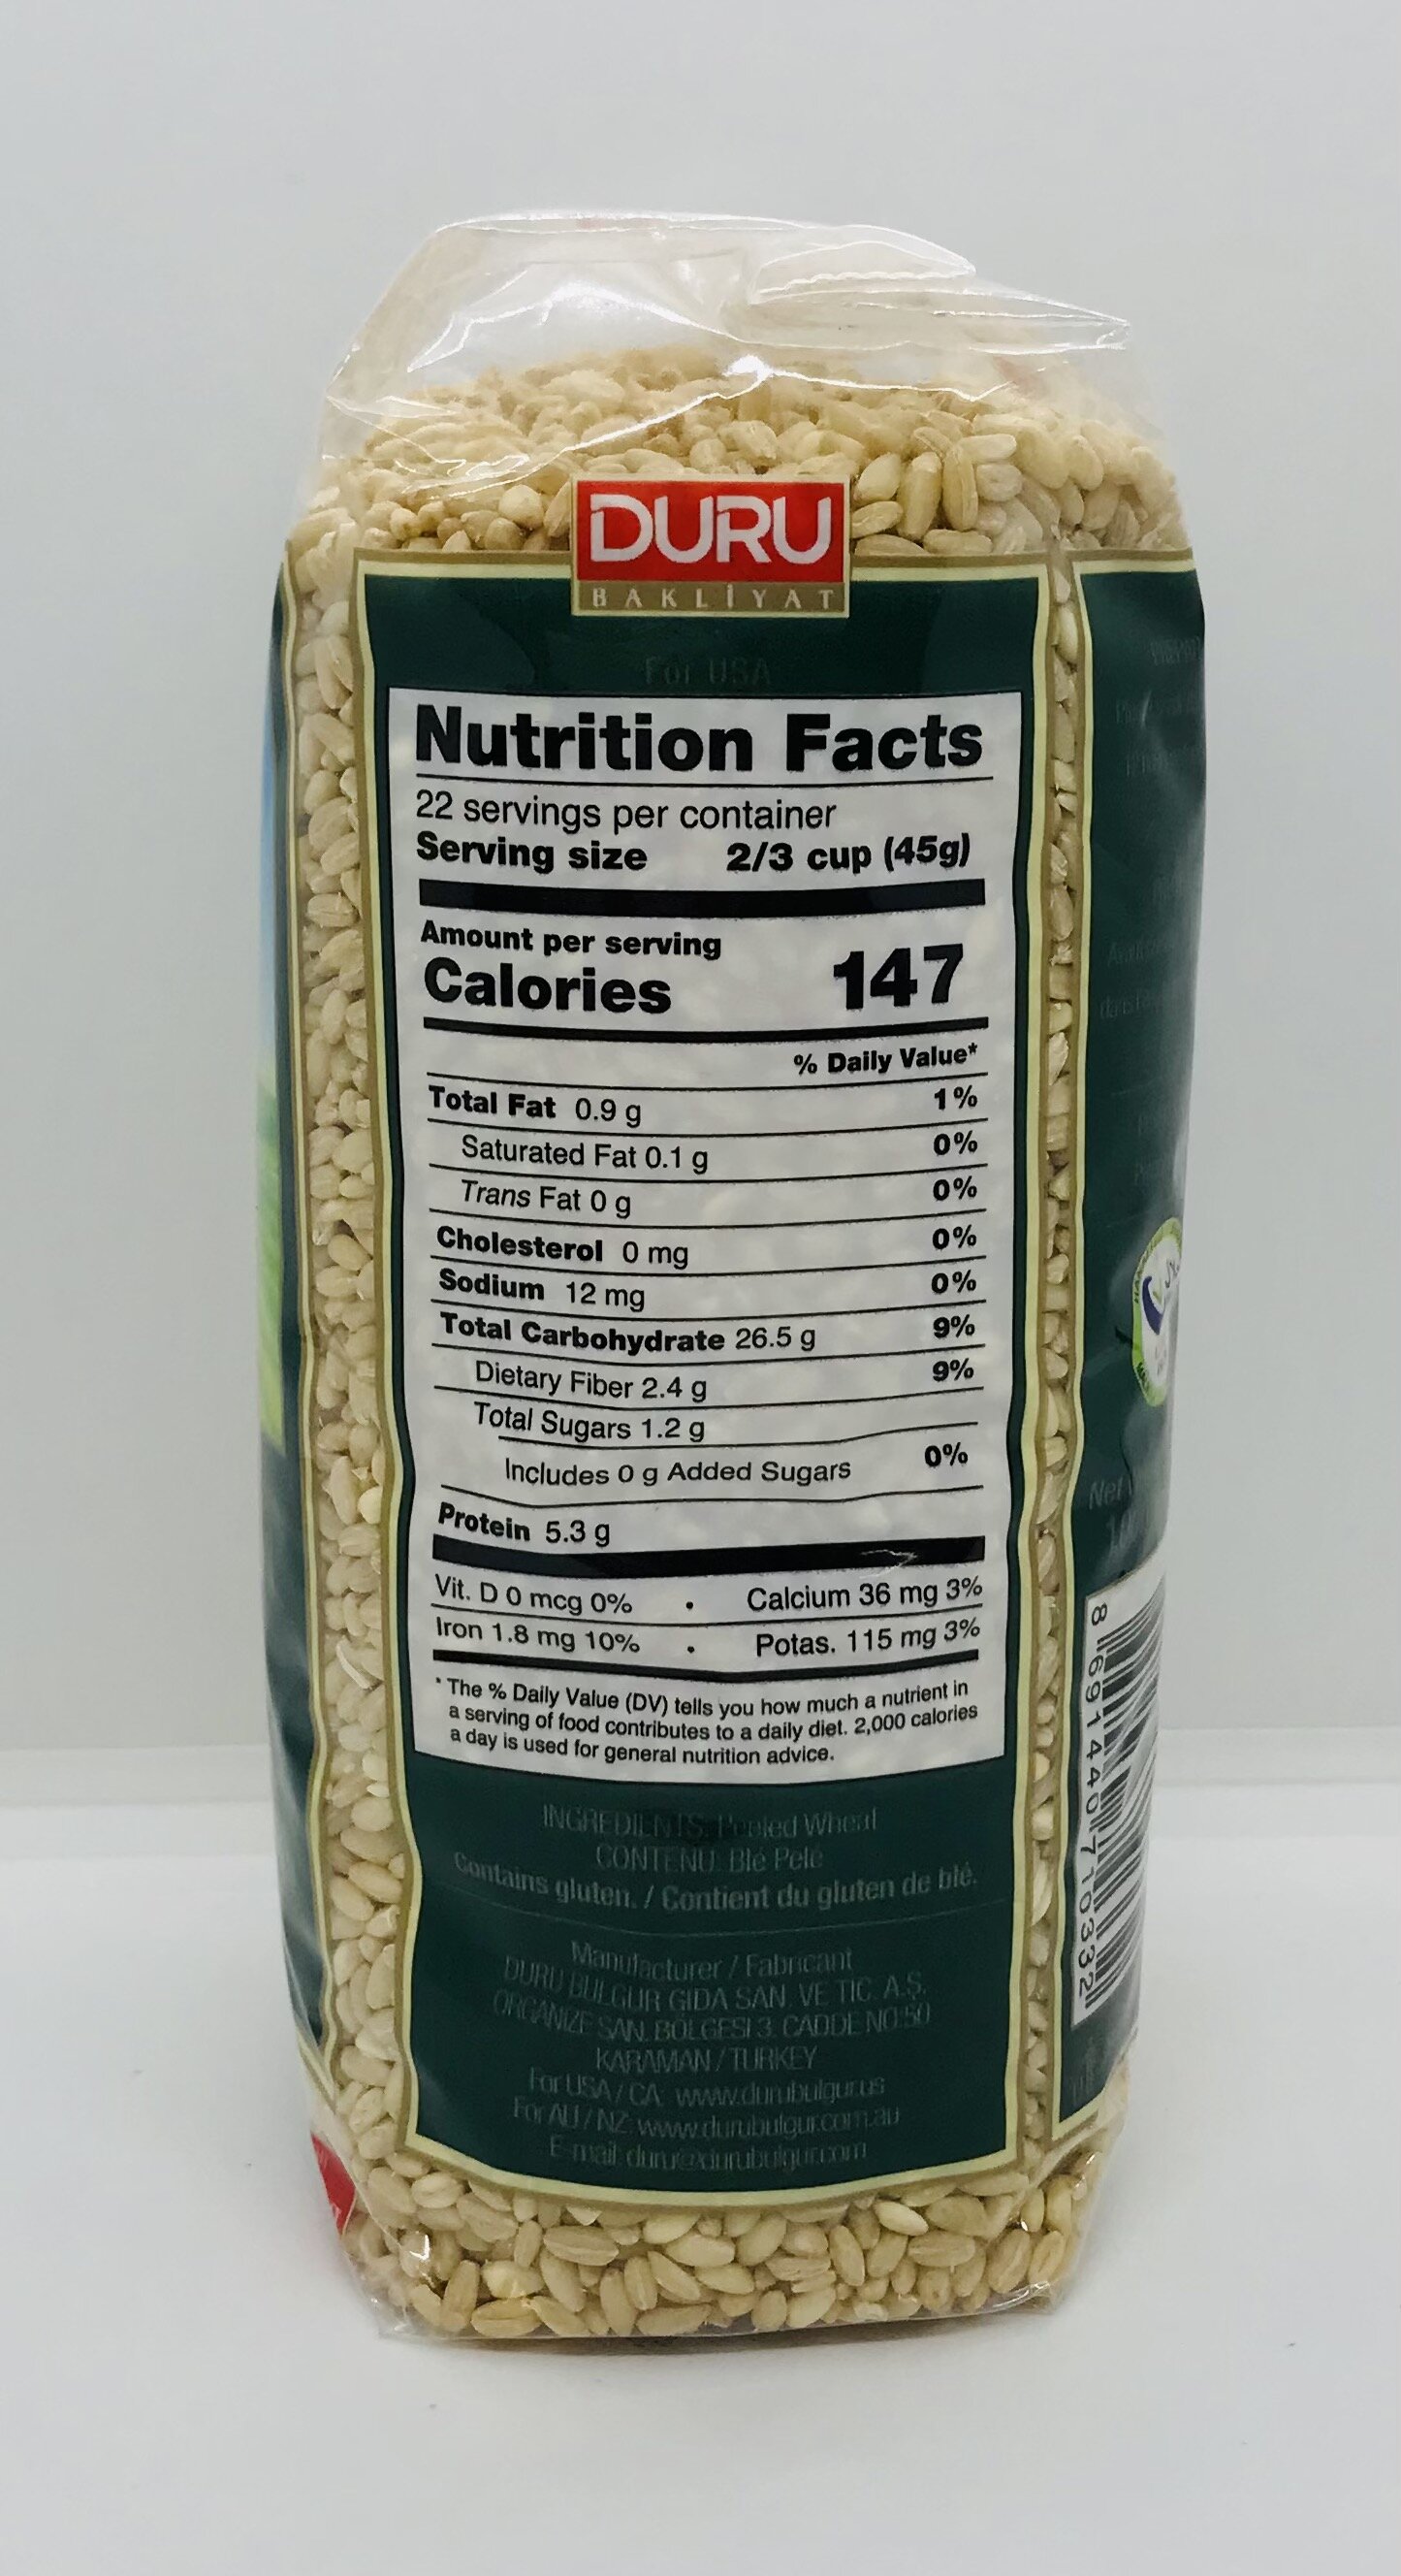 DURU
BAKLİYAT
For USA
Nutrition Facts
22 servings per container
Serving size 2/3 cup (45g)
Amount per serving
Calories 147
% Daily Value*
Total Fat 0.9 g 1%
Saturated Fat 0.1 g 0%
Trans Fat 0 g 0%
Cholesterol 0 mg 0%
Sodium 12 mg 0%
Total Carbohydrate 26.5 g 9%
Dietary Fiber 2.4 g 9%
Total Sugars 1.2 g
Includes 0 g Added Sugars 0%
Protein 5.3 g
Vit. D 0 mcg 0% • Calcium 36 mg 3%
Iron 1.8 mg 10% • Potas. 115 mg 3%
* The % Daily Value (DV) tells you how much a nutrient in
a serving of food contributes to a daily diet. 2,000 calories
a day is used for general nutrition advice.
INGREDIENTS: Peeled Wheat
CONTENU: Blé Pelé
Contains gluten. / Contient du gluten de blé.
Manufacturer / Fabricant
DURU BULGUR GIDA SAN. VE TIC. A.Ş.
ORGANIZE SAN. BÖLGESI 3. CADDE NO:50
KARAMAN / TURKEY
For USA / CA: www.durubulgur.us
For AU / NZ: www.durubulgur.com.au
E-mail: duru@durubulgur.com
Net
8 691440 710332